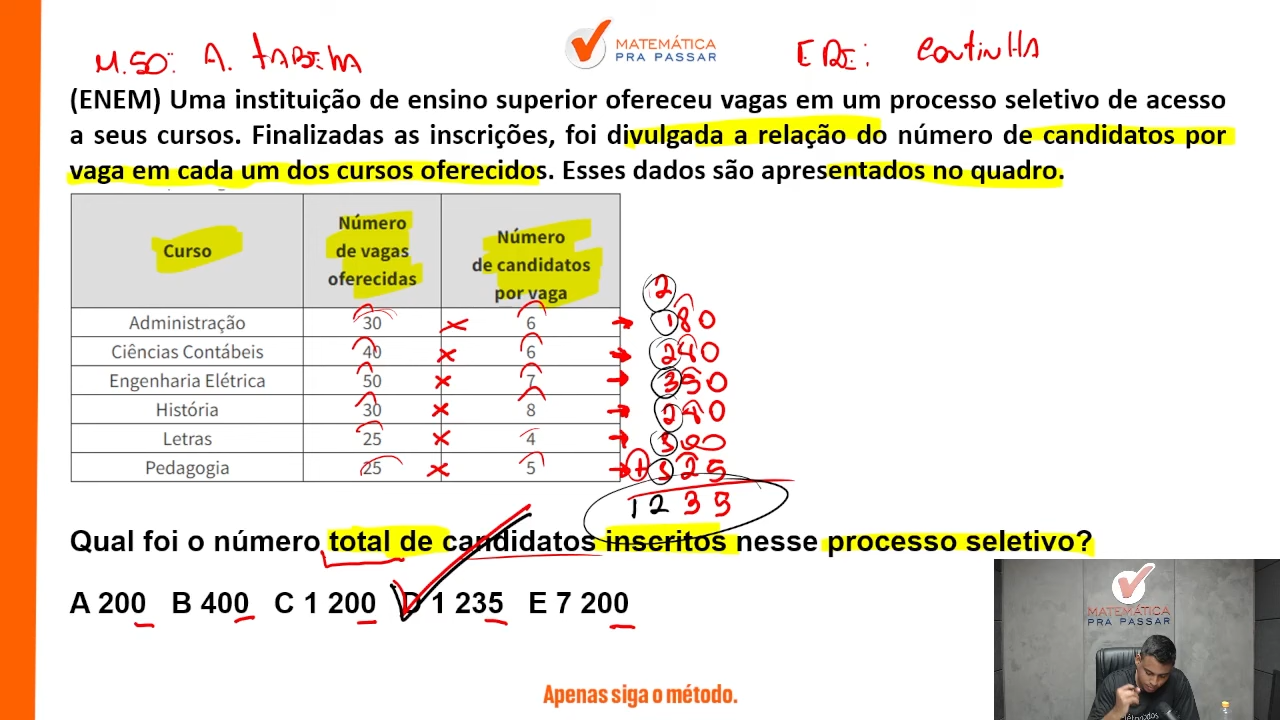 M.SO: A. TABELA
MATEMÁTICA
PRA PASSAR
EDE: CONTINHA
(ENEM) Uma instituição de ensino superior ofereceu vagas em um processo seletivo de acesso
a seus cursos. Finalizadas as inscrições, foi divulgada a relação do número de candidatos por
vaga em cada um dos cursos oferecidos. Esses dados são apresentados no quadro.
Curso
Número
de vagas
oferecidas
Número
de candidatos
por vaga
2
Administração 30 × 6 → 180
Ciências Contábeis 40 × 6 → 240
Engenharia Elétrica 50 × 7 → 350
História 30 × 8 → 240
Letras 25 × 4 →
Pedagogia 25 × 5 → +
1235
Qual foi o número total de candidatos inscritos nesse processo seletivo?
A 200 B 400 C 1 200 D 1 235 E 7 200
MATEMÁTICA
PRA PASSAR
Apenas siga o método.